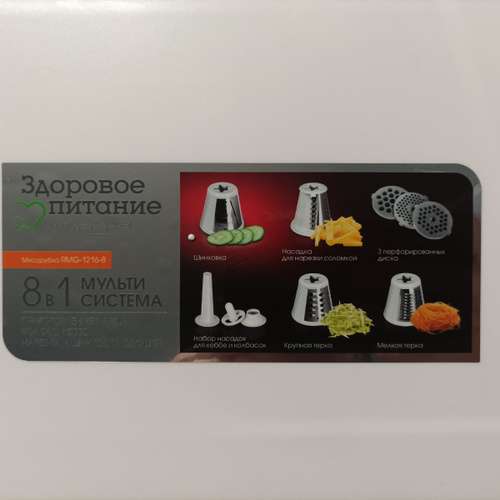 Здоровое
питание
Мясорубка RMG-1216-8
8 в 1 МУЛЬТИ
СИСТЕМА
Шинковка
Насадка
для нарезки соломкой
3 перфорированных
диска
Набор насадок
для кеббе и колбасок
Крупная терка
Мелкая терка